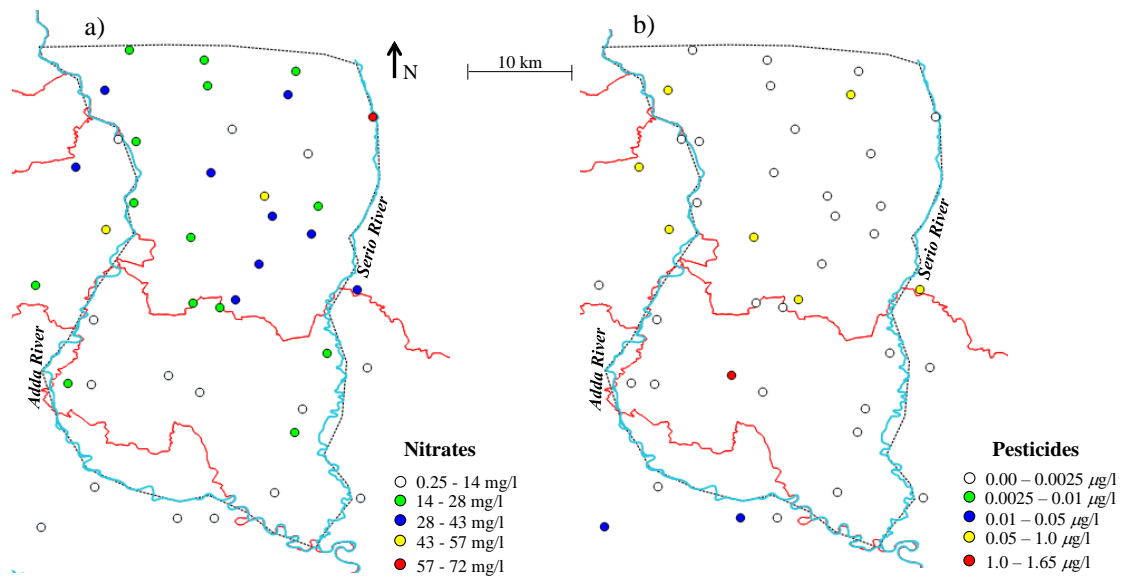 a)
N
10 km
b)
Serio River
Serio River
Adda River
Adda River
Nitrates
0.25 - 14 mg/l
14 - 28 mg/l
28 - 43 mg/l
43 - 57 mg/l
57 - 72 mg/l
Pesticides
0.00 – 0.0025 µg/l
0.0025 – 0.01 µg/l
0.01 – 0.05 µg/l
0.05 – 1.0 µg/l
1.0 – 1.65 µg/l